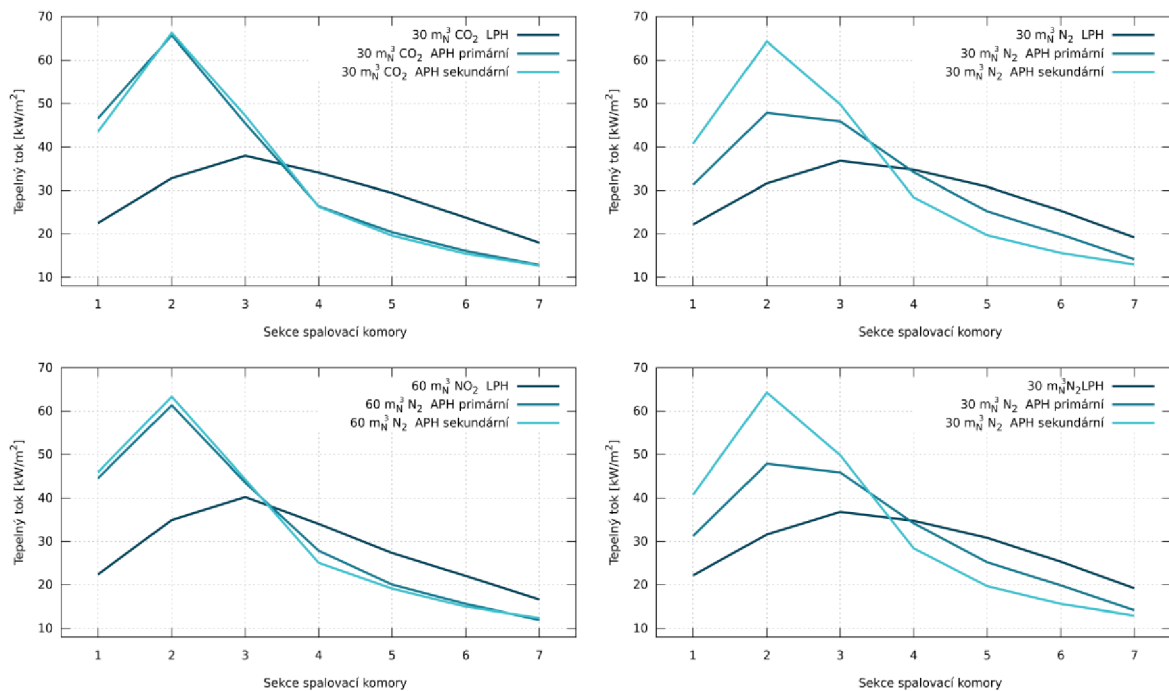 70
60
50
40
30
20
10
Tepelný tok [kW/m²]
30 m³N CO₂ LPH
30 m³N CO₂ APH primární
30 m³N CO₂ APH sekundární
1 2 3 4 5 6 7
Sekce spalovací komory
70
60
50
40
30
20
10
Tepelný tok [kW/m²]
30 m³N N₂ LPH
30 m³N N₂ APH primární
30 m³N N₂ APH sekundární
1 2 3 4 5 6 7
Sekce spalovací komory
70
60
50
40
30
20
10
Tepelný tok [kW/m²]
60 m³N NO₂ LPH
60 m³N N₂ APH primární
60 m³N N₂ APH sekundární
1 2 3 4 5 6 7
Sekce spalovací komory
70
60
50
40
30
20
10
Tepelný tok [kW/m²]
30 m³NN₂LPH
30 m³N N₂ APH primární
30 m³N N₂ APH sekundární
1 2 3 4 5 6 7
Sekce spalovací komory